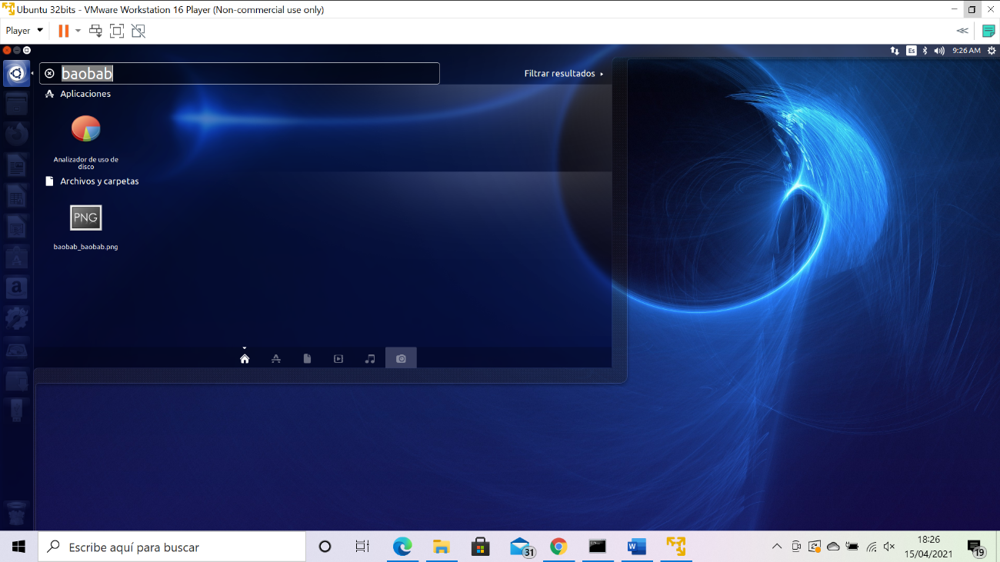 Ubuntu 32bits - VMware Workstation 16 Player (Non-commercial use only)
Player
Es 9:26 AM
baobab
Filtrar resultados
Aplicaciones
Analizador de uso de
disco
Archivos y carpetas
PNG
baobab_baobab.png
a
Escribe aquí para buscar
31
W
18:26
15/04/2021
19